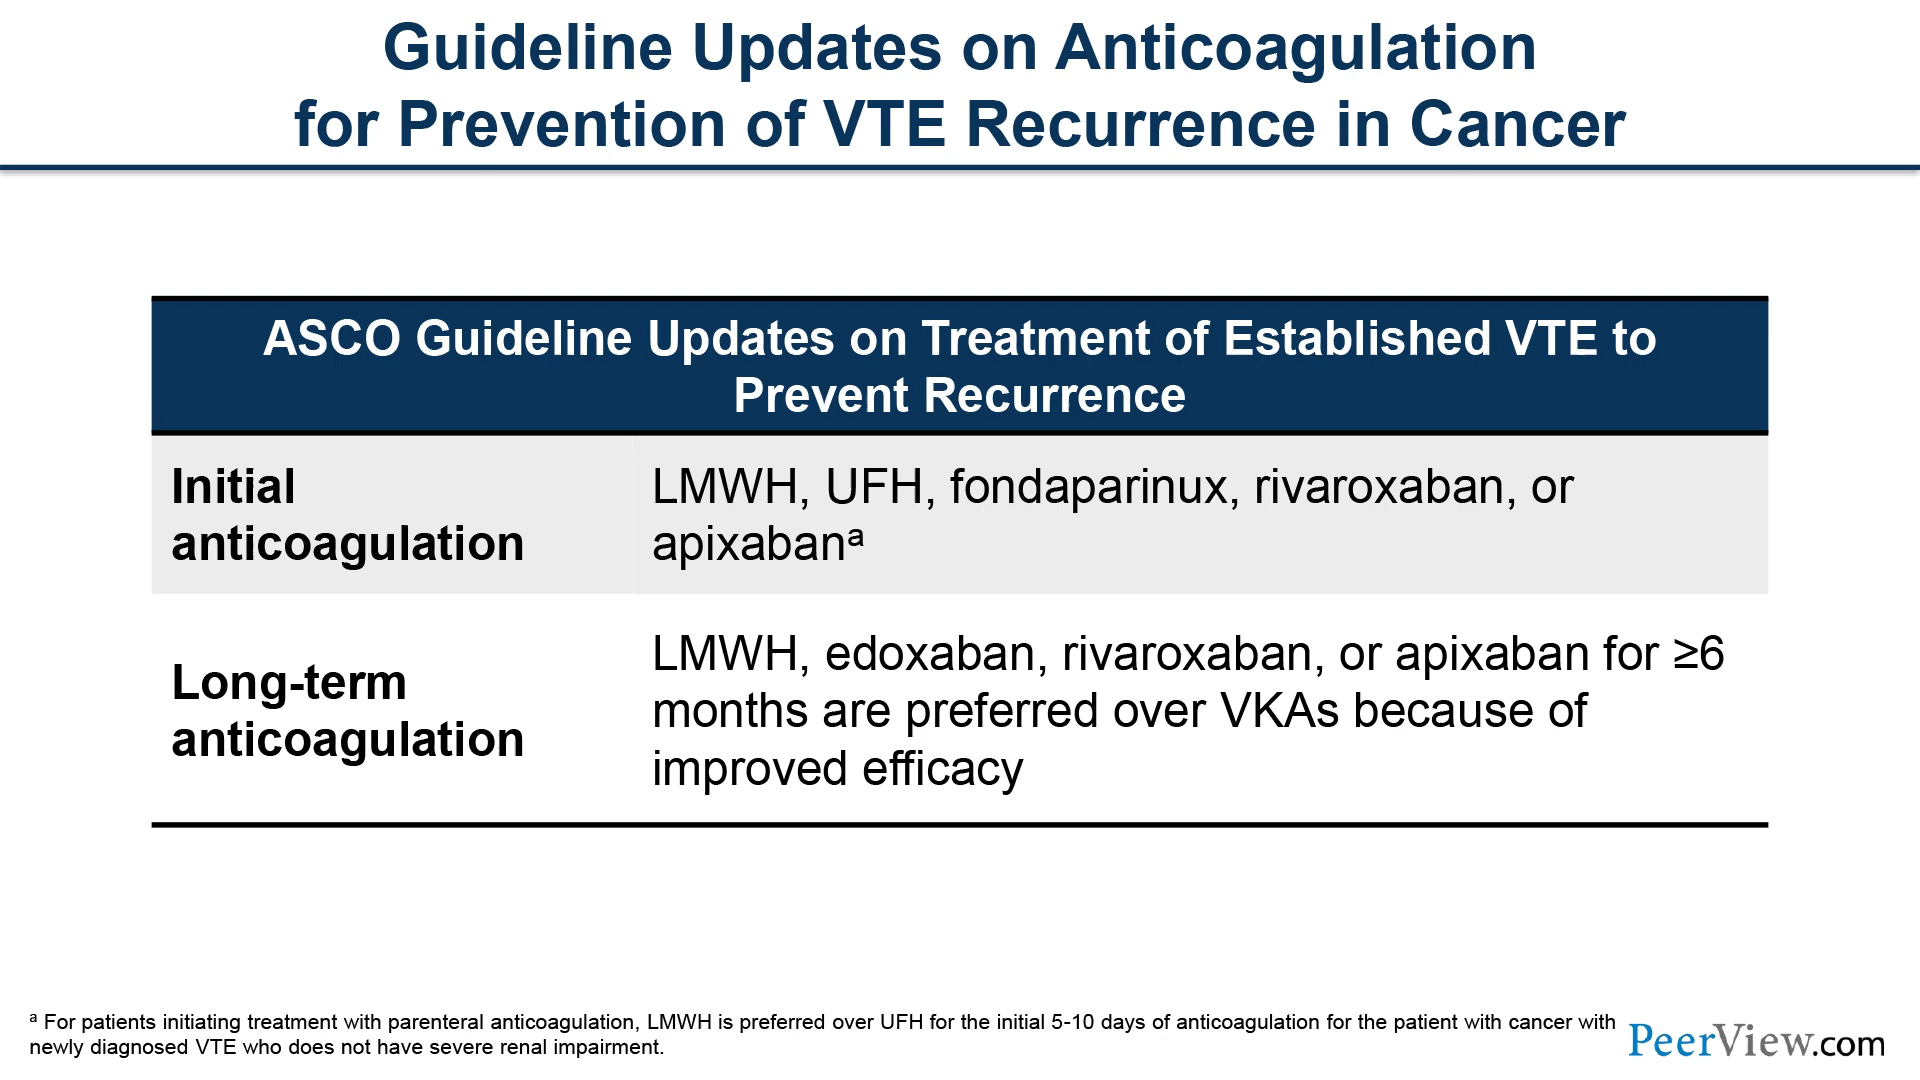 Guideline Updates on Anticoagulation
for Prevention of VTE Recurrence in Cancer
ASCO Guideline Updates on Treatment of Established VTE to
Prevent Recurrence
Initial
anticoagulation
LMWH, UFH, fondaparinux, rivaroxaban, or
apixabanᵃ
Long-term
anticoagulation
LMWH, edoxaban, rivaroxaban, or apixaban for ≥6
months are preferred over VKAs because of
improved efficacy
ᵃ For patients initiating treatment with parenteral anticoagulation, LMWH is preferred over UFH for the initial 5-10 days of anticoagulation for the patient with cancer with
newly diagnosed VTE who does not have severe renal impairment.
PeerView.com